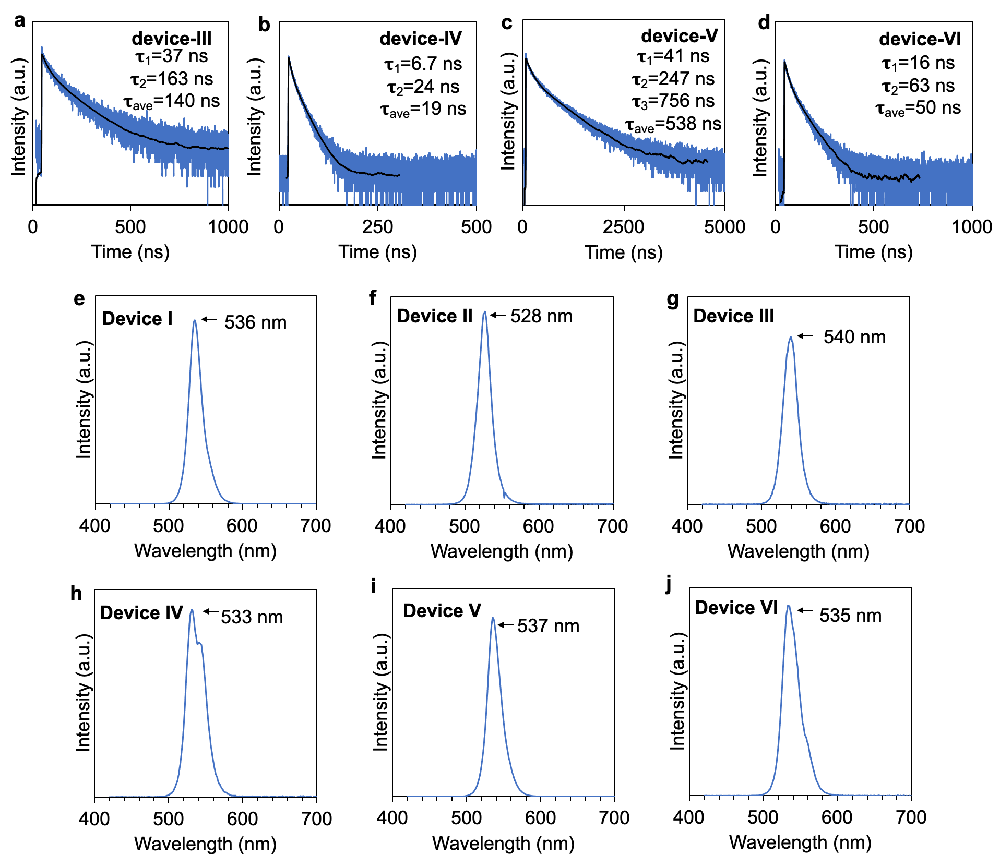 a
device-III
τ1=37 ns
τ2=163 ns
τave=140 ns
Intensity (a.u.)
0 500 1000
Time (ns)
b
device-IV
τ1=6.7 ns
τ2=24 ns
τave=19 ns
Intensity (a.u.)
0 250 500
Time (ns)
c
device-V
τ1=41 ns
τ2=247 ns
τ3=756 ns
τave=538 ns
Intensity (a.u.)
0 2500 5000
Time (ns)
d
device-VI
τ1=16 ns
τ2=63 ns
τave=50 ns
Intensity (a.u.)
0 500 1000
Time (ns)
e
Device I
536 nm
Intensity (a.u.)
400 500 600 700
Wavelength (nm)
f
Device II
528 nm
Intensity (a.u.)
400 500 600 700
Wavelength (nm)
g
Device III
540 nm
Intensity (a.u.)
400 500 600 700
Wavelength (nm)
h
Device IV
533 nm
Intensity (a.u.)
400 500 600 700
Wavelength (nm)
i
Device V
537 nm
Intensity (a.u.)
400 500 600 700
Wavelength (nm)
j
Device VI
535 nm
Intensity (a.u.)
400 500 600 700
Wavelength (nm)